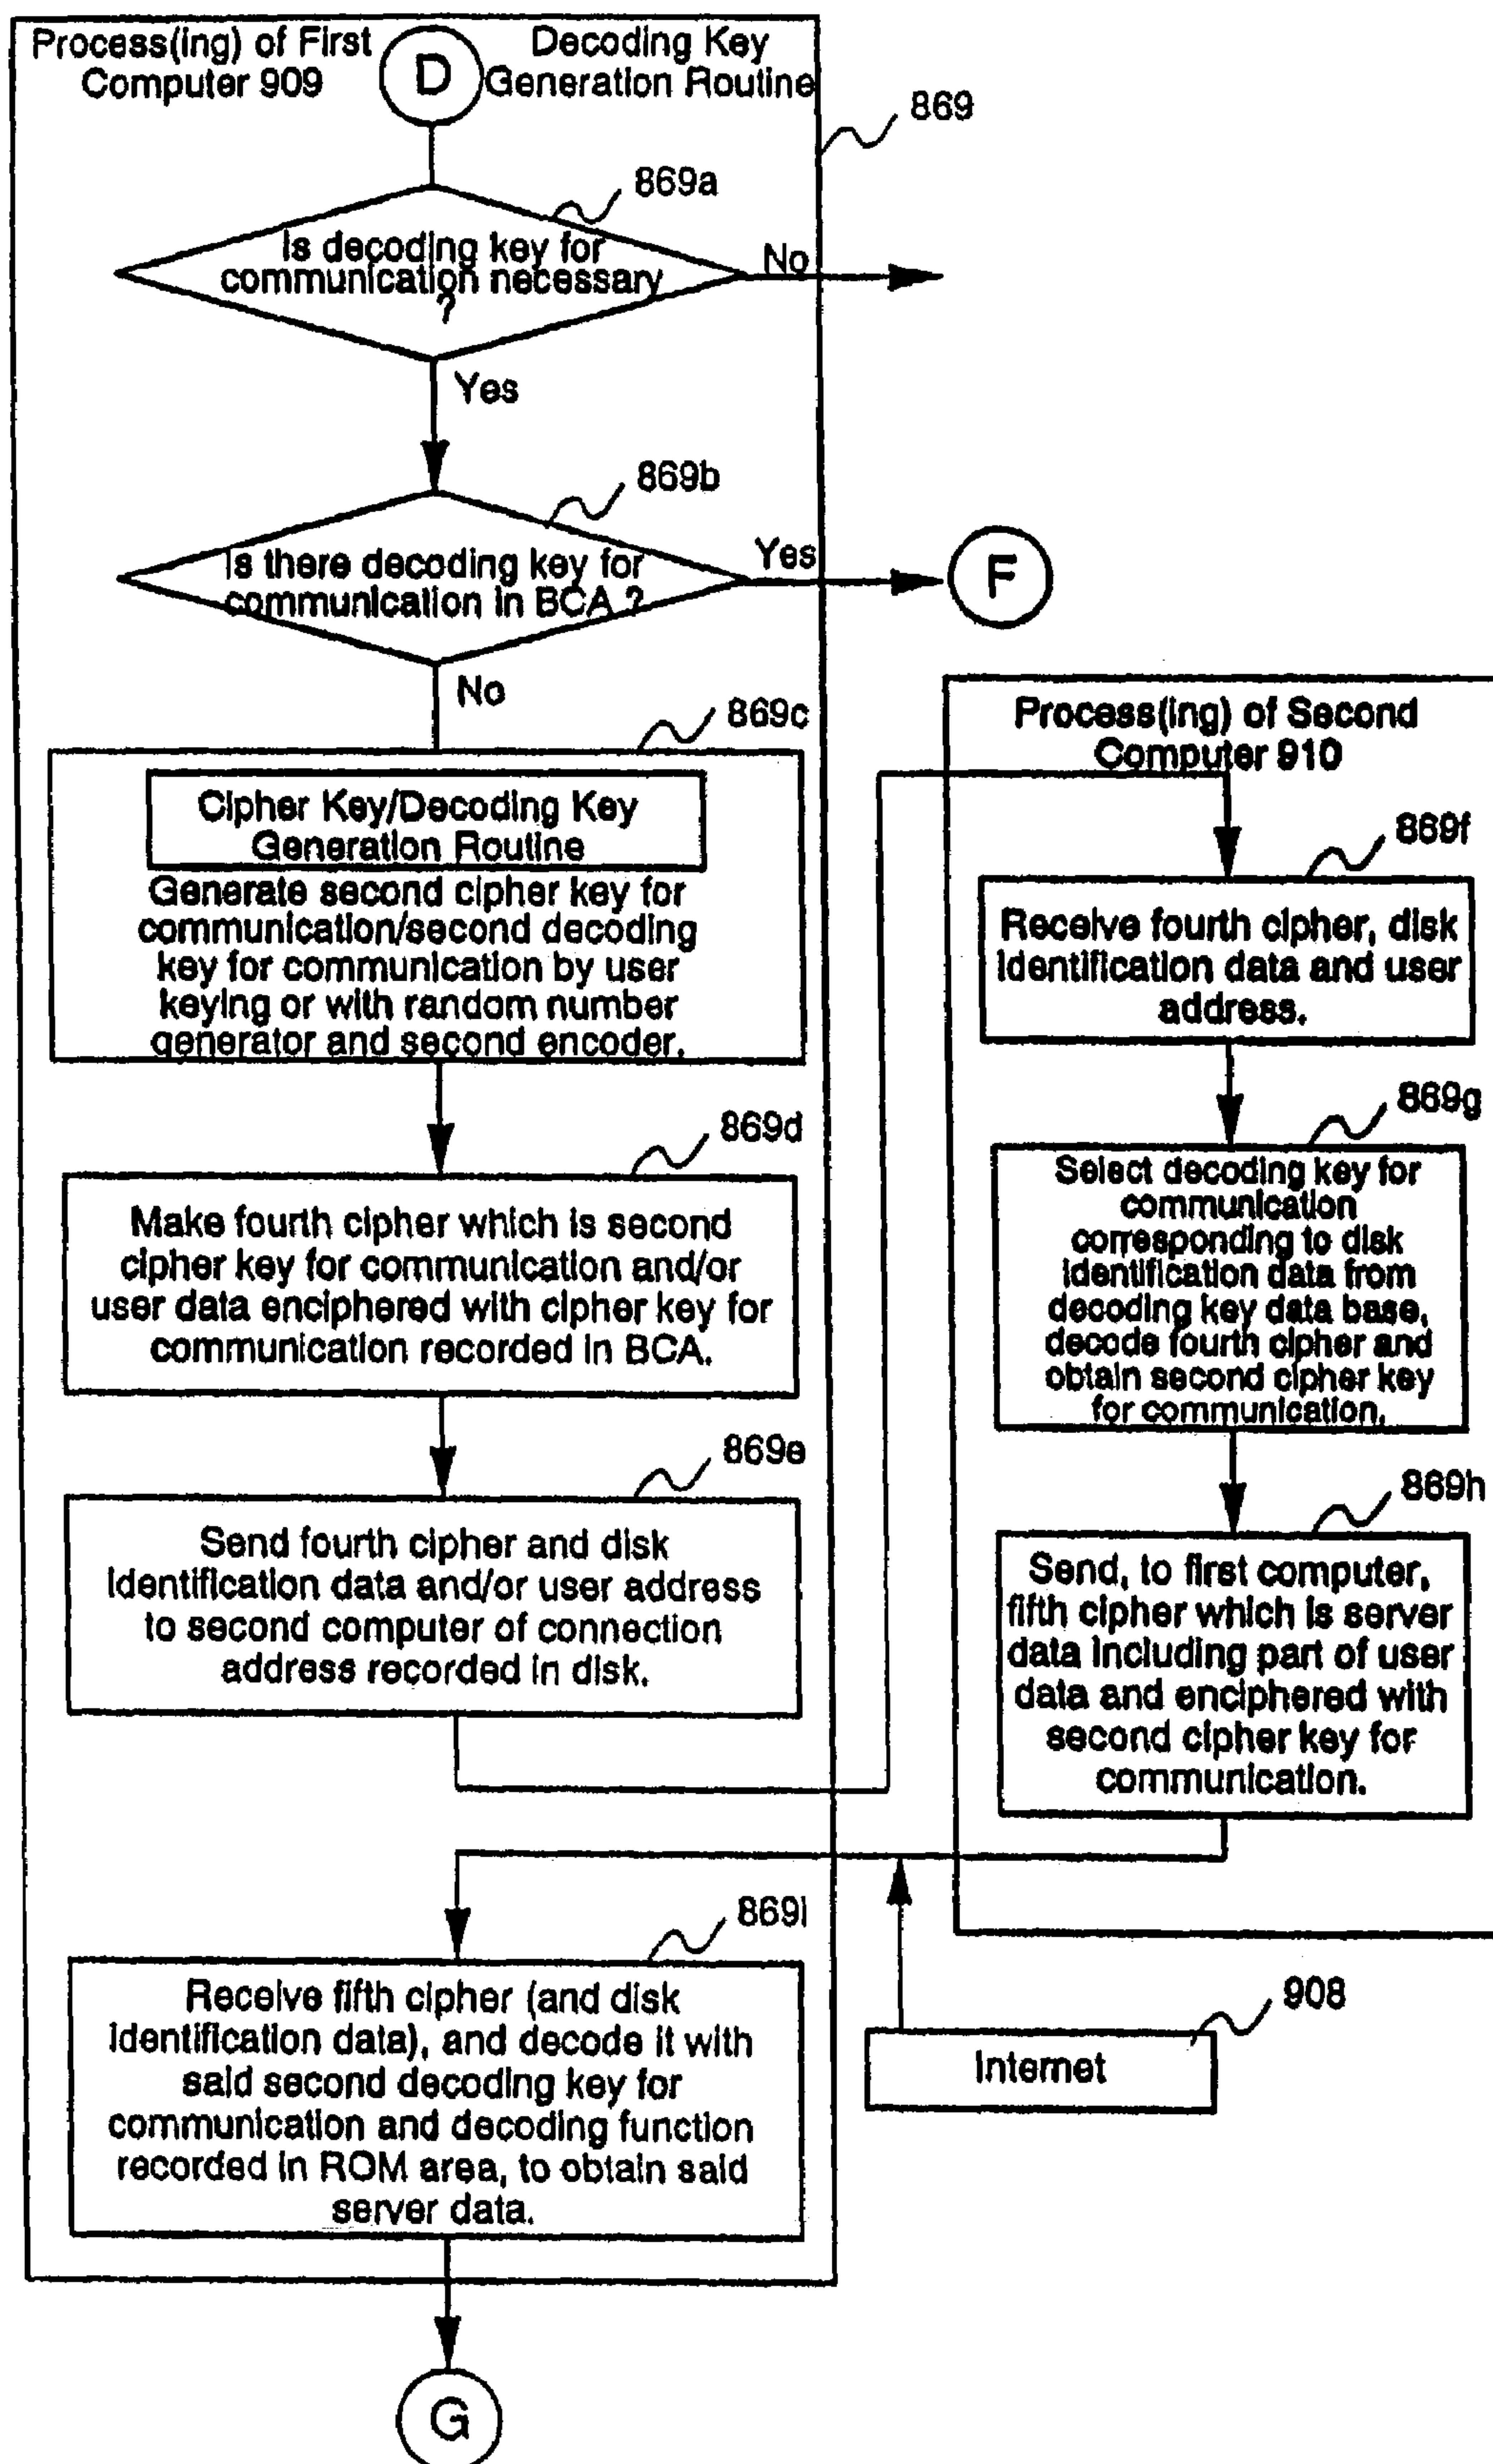 Process(ing) of First
Computer 909
D
Decoding Key
Generation Routine
869
869a
Is decoding key for
communication necessary
?
No
Yes
869b
Is there decoding key for
communication in BCA ?
Yes
F
No
869c
Cipher Key/Decoding Key
Generation Routine
Generate second cipher key for
communication/second decoding
key for communication by user
keying or with random number
generator and second encoder.
869d
Make fourth cipher which is second
cipher key for communication and/or
user data enciphered with cipher key for
communication recorded in BCA.
869e
Send fourth cipher and disk
identification data and/or user address
to second computer of connection
address recorded in disk.
Process(ing) of Second
Computer 910
869f
Receive fourth cipher, disk
identification data and user
address.
869g
Select decoding key for
communication
corresponding to disk
identification data from
decoding key data base,
decode fourth cipher and
obtain second cipher key
for communication.
869h
Send, to first computer,
fifth cipher which is server
data including part of user
data and enciphered with
second cipher key for
communication.
869i
Receive fifth cipher (and disk
identification data), and decode it with
said second decoding key for
communication and decoding function
recorded in ROM area, to obtain said
server data.
908
Internet
G